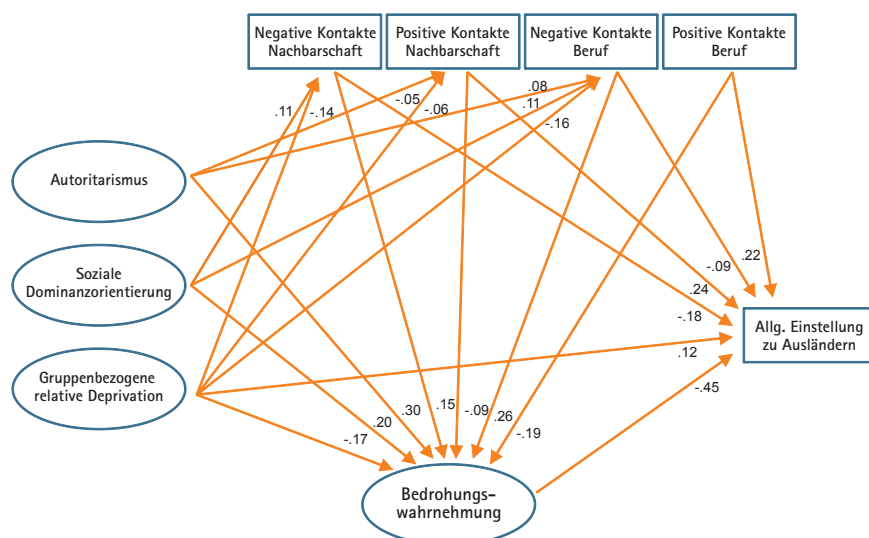 Negative Kontakte
Nachbarschaft
Positive Kontakte
Nachbarschaft
Negative Kontakte
Beruf
Positive Kontakte
Beruf
.11
-.14
-.05
-.06
.08
.11
-.16
Autoritarismus
Soziale
Dominanzorientierung
Gruppenbezogene
relative Deprivation
.22
-.09
.24
-.18
.12
-.45
Allg. Einstellung
zu Ausländern
-.17
.20
.30
.15
-.09
.26
-.19
Bedrohungs-
wahrnehmung